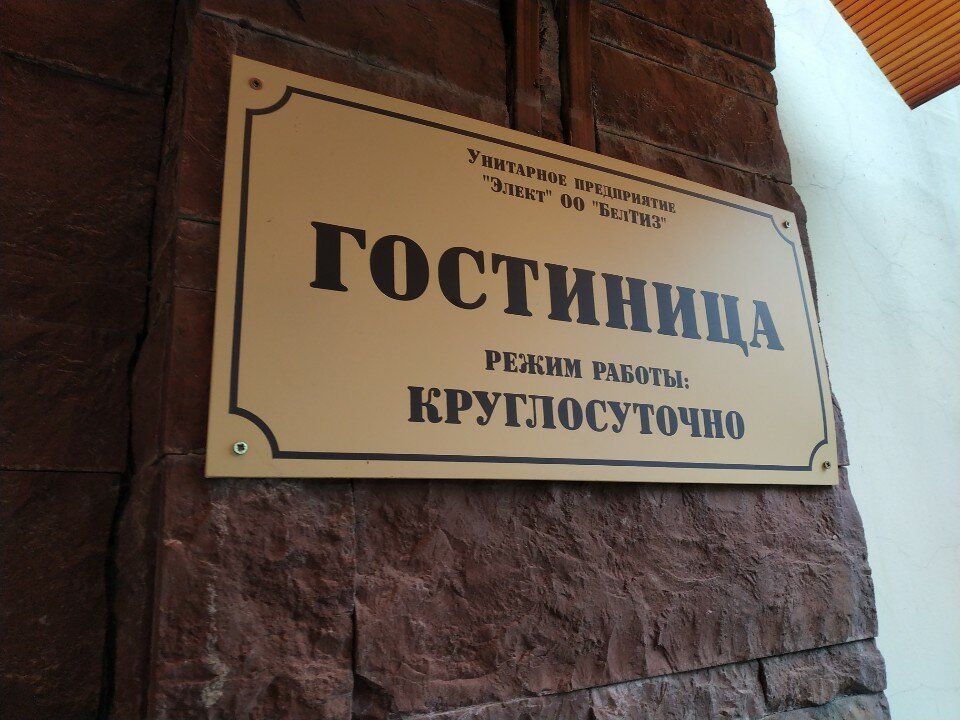 Унитарное предприятие
"Элект" ОО "БелТИЗ"
ГОСТИНИЦА
РЕЖИМ РАБОТЫ:
КРУГЛОСУТОЧНО